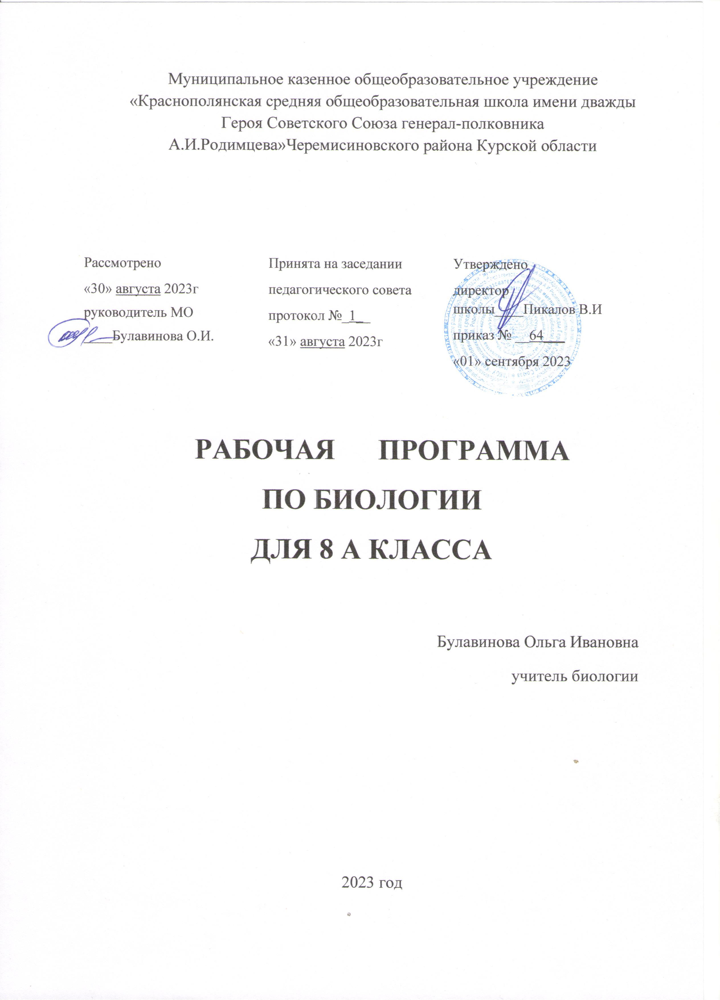 Муниципальное казенное общеобразовательное учреждение
«Краснополянская средняя общеобразовательная школа имени дважды
Героя Советского Союза генерал-полковника
А.И.Родимцева»Черемисиновского района Курской области
Рассмотрено
«30» августа 2023г
руководитель МО
____Булавинова О.И.
Принята на заседании
педагогического совета
протокол №_1__
«31» августа 2023г
Утверждено
директор
школы____Пикалов В.И
приказ № __64___
«01» сентября 2023
РАБОЧАЯ ПРОГРАММА
ПО БИОЛОГИИ
ДЛЯ 8 А КЛАССА
Булавинова Ольга Ивановна
учитель биологии
2023 год